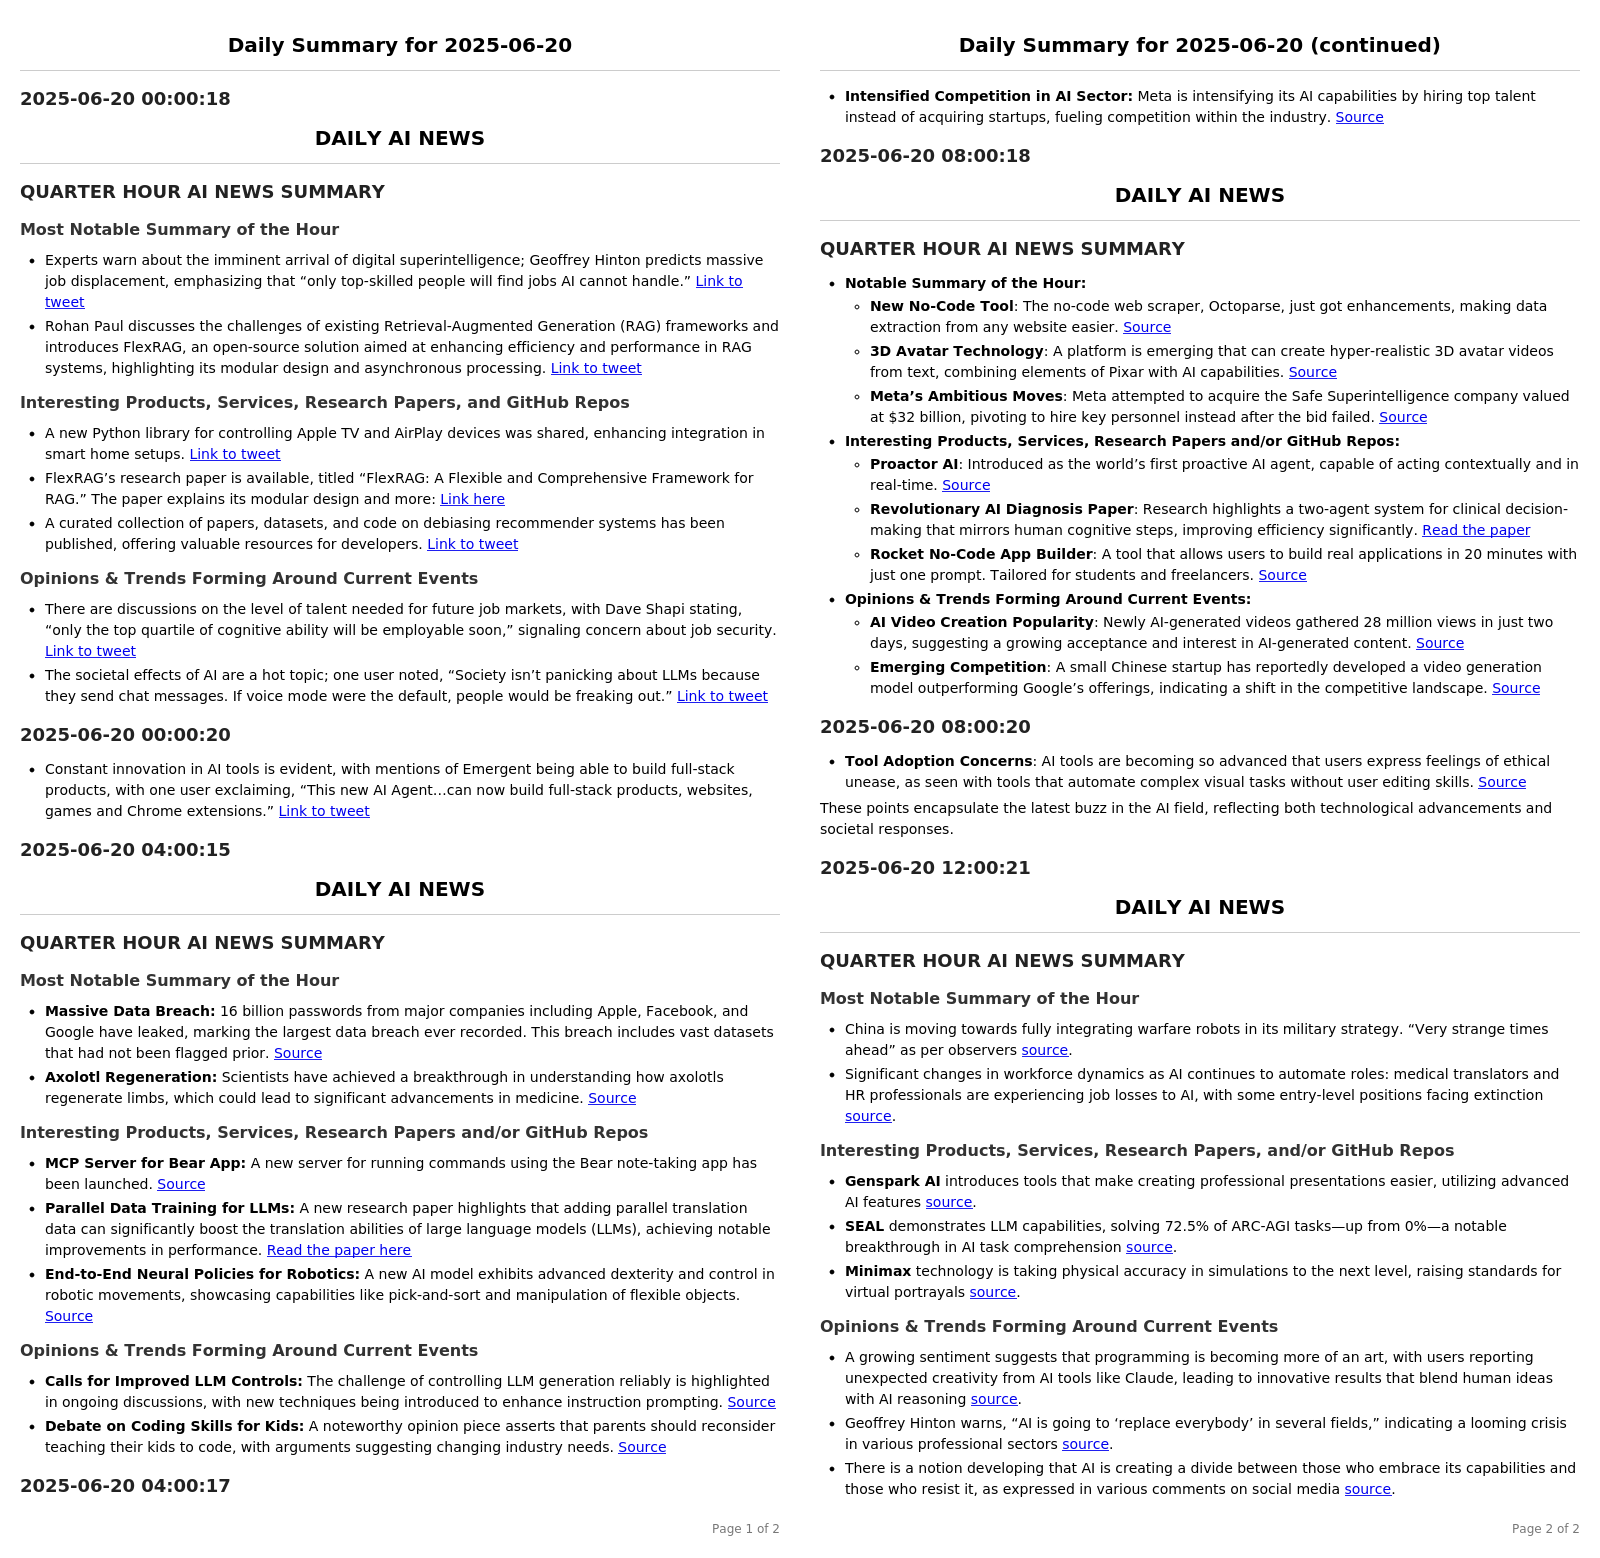 Daily Summary for 2025-06-20
2025-06-20 00:00:18
DAILY AI NEWS
QUARTER HOUR AI NEWS SUMMARY
Most Notable Summary of the Hour
• Experts warn about the imminent arrival of digital superintelligence; Geoffrey Hinton predicts massive
job displacement, emphasizing that “only top-skilled people will find jobs AI cannot handle.” Link to
tweet
• Rohan Paul discusses the challenges of existing Retrieval-Augmented Generation (RAG) frameworks and
introduces FlexRAG, an open-source solution aimed at enhancing efficiency and performance in RAG
systems, highlighting its modular design and asynchronous processing. Link to tweet
Interesting Products, Services, Research Papers, and GitHub Repos
• A new Python library for controlling Apple TV and AirPlay devices was shared, enhancing integration in
smart home setups. Link to tweet
• FlexRAG’s research paper is available, titled “FlexRAG: A Flexible and Comprehensive Framework for
RAG.” The paper explains its modular design and more: Link here
• A curated collection of papers, datasets, and code on debiasing recommender systems has been
published, offering valuable resources for developers. Link to tweet
Opinions & Trends Forming Around Current Events
• There are discussions on the level of talent needed for future job markets, with Dave Shapi stating,
“only the top quartile of cognitive ability will be employable soon,” signaling concern about job security.
Link to tweet
• The societal effects of AI are a hot topic; one user noted, “Society isn’t panicking about LLMs because
they send chat messages. If voice mode were the default, people would be freaking out.” Link to tweet
2025-06-20 00:00:20
• Constant innovation in AI tools is evident, with mentions of Emergent being able to build full-stack
products, with one user exclaiming, “This new AI Agent…can now build full-stack products, websites,
games and Chrome extensions.” Link to tweet
2025-06-20 04:00:15
DAILY AI NEWS
QUARTER HOUR AI NEWS SUMMARY
Most Notable Summary of the Hour
• Massive Data Breach: 16 billion passwords from major companies including Apple, Facebook, and
Google have leaked, marking the largest data breach ever recorded. This breach includes vast datasets
that had not been flagged prior. Source
• Axolotl Regeneration: Scientists have achieved a breakthrough in understanding how axolotls
regenerate limbs, which could lead to significant advancements in medicine. Source
Interesting Products, Services, Research Papers and/or GitHub Repos
• MCP Server for Bear App: A new server for running commands using the Bear note-taking app has
been launched. Source
• Parallel Data Training for LLMs: A new research paper highlights that adding parallel translation
data can significantly boost the translation abilities of large language models (LLMs), achieving notable
improvements in performance. Read the paper here
• End-to-End Neural Policies for Robotics: A new AI model exhibits advanced dexterity and control in
robotic movements, showcasing capabilities like pick-and-sort and manipulation of flexible objects.
Source
Opinions & Trends Forming Around Current Events
• Calls for Improved LLM Controls: The challenge of controlling LLM generation reliably is highlighted
in ongoing discussions, with new techniques being introduced to enhance instruction prompting. Source
• Debate on Coding Skills for Kids: A noteworthy opinion piece asserts that parents should reconsider
teaching their kids to code, with arguments suggesting changing industry needs. Source
2025-06-20 04:00:17
Page 1 of 2
Daily Summary for 2025-06-20 (continued)
• Intensified Competition in AI Sector: Meta is intensifying its AI capabilities by hiring top talent
instead of acquiring startups, fueling competition within the industry. Source
2025-06-20 08:00:18
DAILY AI NEWS
QUARTER HOUR AI NEWS SUMMARY
• Notable Summary of the Hour:
◦ New No-Code Tool: The no-code web scraper, Octoparse, just got enhancements, making data
extraction from any website easier. Source
◦ 3D Avatar Technology: A platform is emerging that can create hyper-realistic 3D avatar videos
from text, combining elements of Pixar with AI capabilities. Source
◦ Meta’s Ambitious Moves: Meta attempted to acquire the Safe Superintelligence company valued
at $32 billion, pivoting to hire key personnel instead after the bid failed. Source
• Interesting Products, Services, Research Papers and/or GitHub Repos:
◦ Proactor AI: Introduced as the world’s first proactive AI agent, capable of acting contextually and in
real-time. Source
◦ Revolutionary AI Diagnosis Paper: Research highlights a two-agent system for clinical decision-
making that mirrors human cognitive steps, improving efficiency significantly. Read the paper
◦ Rocket No-Code App Builder: A tool that allows users to build real applications in 20 minutes with
just one prompt. Tailored for students and freelancers. Source
• Opinions & Trends Forming Around Current Events:
◦ AI Video Creation Popularity: Newly AI-generated videos gathered 28 million views in just two
days, suggesting a growing acceptance and interest in AI-generated content. Source
◦ Emerging Competition: A small Chinese startup has reportedly developed a video generation
model outperforming Google’s offerings, indicating a shift in the competitive landscape. Source
2025-06-20 08:00:20
• Tool Adoption Concerns: AI tools are becoming so advanced that users express feelings of ethical
unease, as seen with tools that automate complex visual tasks without user editing skills. Source
These points encapsulate the latest buzz in the AI field, reflecting both technological advancements and
societal responses.
2025-06-20 12:00:21
DAILY AI NEWS
QUARTER HOUR AI NEWS SUMMARY
Most Notable Summary of the Hour
• China is moving towards fully integrating warfare robots in its military strategy. “Very strange times
ahead” as per observers source.
• Significant changes in workforce dynamics as AI continues to automate roles: medical translators and
HR professionals are experiencing job losses to AI, with some entry-level positions facing extinction
source.
Interesting Products, Services, Research Papers, and/or GitHub Repos
• Genspark AI introduces tools that make creating professional presentations easier, utilizing advanced
AI features source.
• SEAL demonstrates LLM capabilities, solving 72.5% of ARC-AGI tasks—up from 0%—a notable
breakthrough in AI task comprehension source.
• Minimax technology is taking physical accuracy in simulations to the next level, raising standards for
virtual portrayals source.
Opinions & Trends Forming Around Current Events
• A growing sentiment suggests that programming is becoming more of an art, with users reporting
unexpected creativity from AI tools like Claude, leading to innovative results that blend human ideas
with AI reasoning source.
• Geoffrey Hinton warns, “AI is going to ‘replace everybody’ in several fields,” indicating a looming crisis
in various professional sectors source.
• There is a notion developing that AI is creating a divide between those who embrace its capabilities and
those who resist it, as expressed in various comments on social media source.
Page 2 of 2